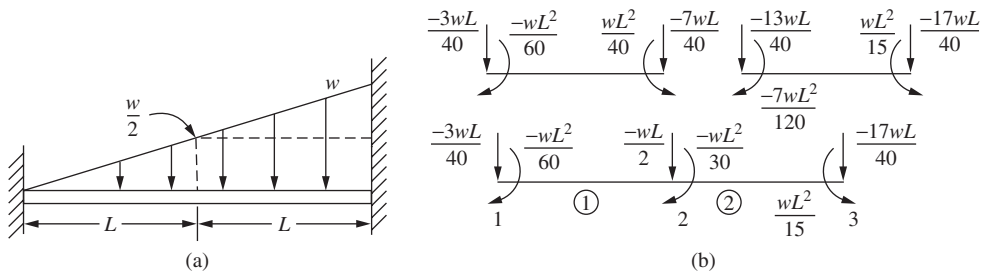 w
w/2
L L
(a)
-3wL/40 -wL²/60 wL²/40 -7wL/40 -13wL/40 wL²/15 -17wL/40
-7wL²/120
-3wL/40 -wL²/60 -wL/2 -wL²/30 -17wL/40
1 ① 2 ② wL²/15 3
(b)